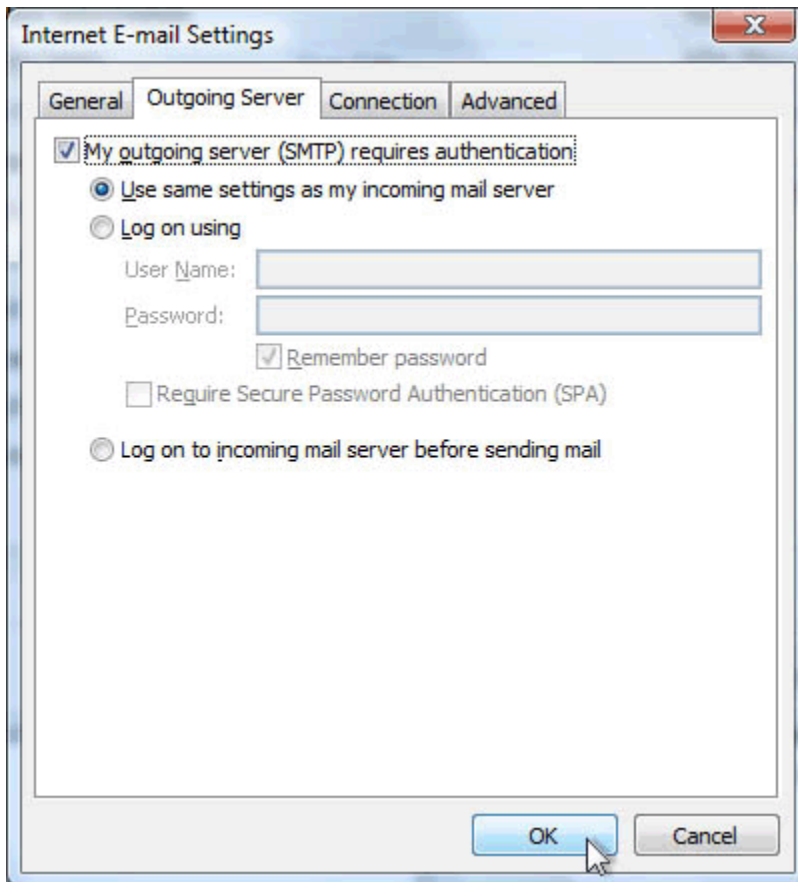 Internet E-mail Settings
General Outgoing Server Connection Advanced
My outgoing server (SMTP) requires authentication
Use same settings as my incoming mail server
Log on using
User Name:
Password:
Remember password
Require Secure Password Authentication (SPA)
Log on to incoming mail server before sending mail
OK Cancel